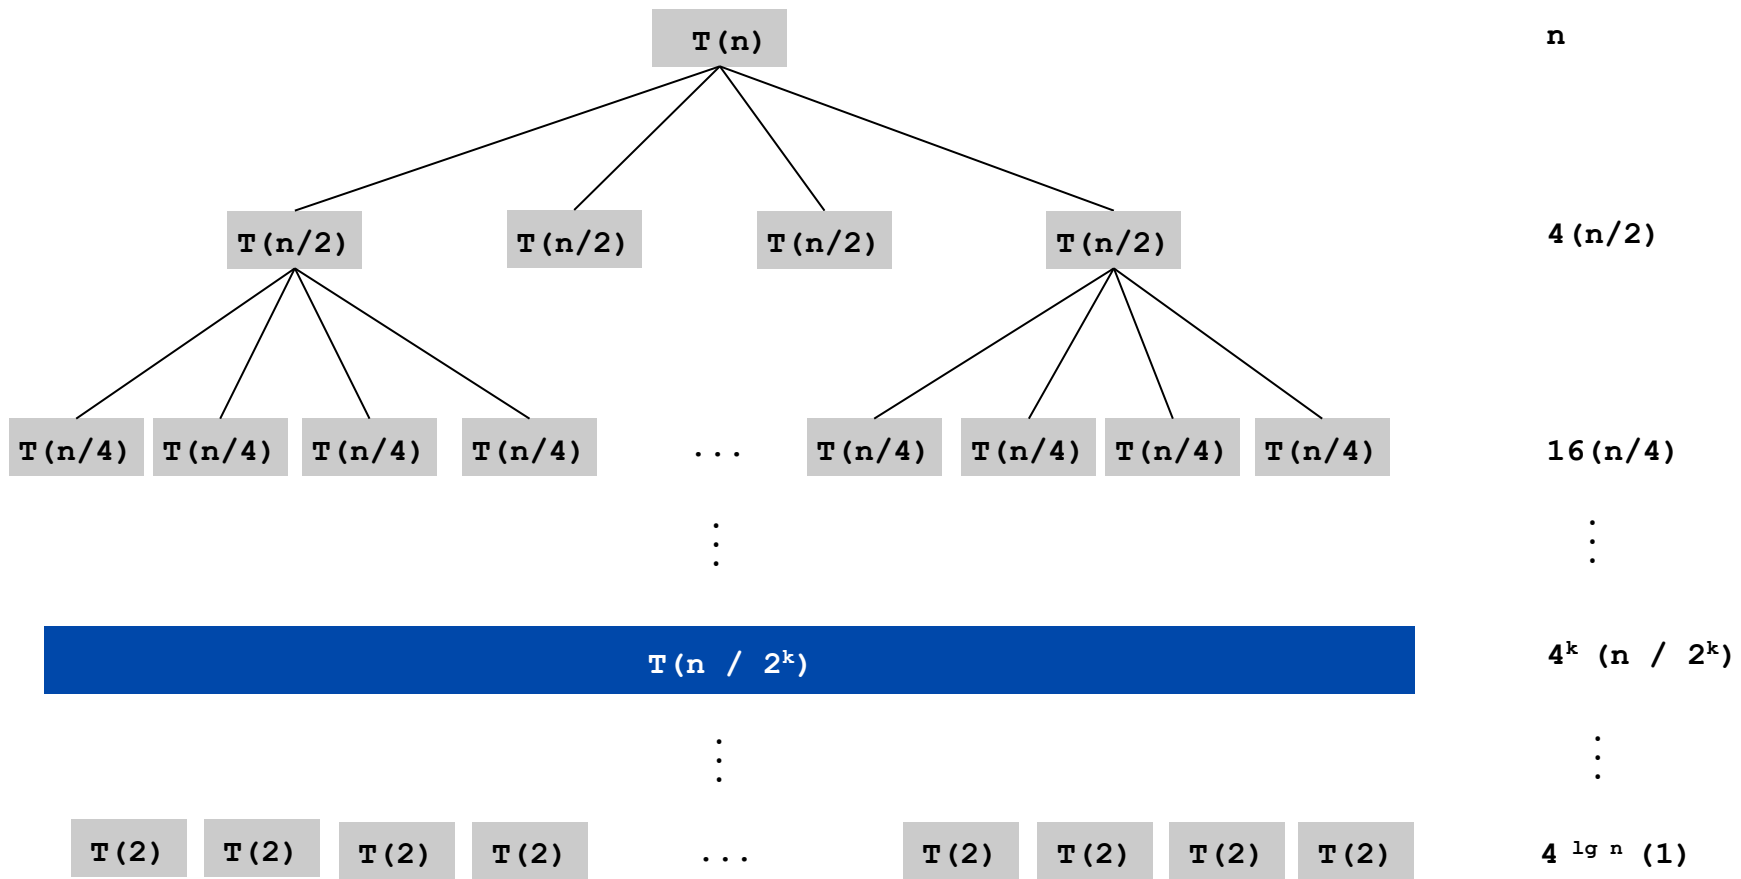 T(n) n
T(n/2) T(n/2) T(n/2) T(n/2) 4(n/2)
T(n/4) T(n/4) T(n/4) T(n/4) ... T(n/4) T(n/4) T(n/4) T(n/4) 16(n/4)
T(n / 2ᵏ) 4ᵏ (n / 2ᵏ)
T(2) T(2) T(2) T(2) ... T(2) T(2) T(2) T(2) 4 ˡᵍ ⁿ (1)